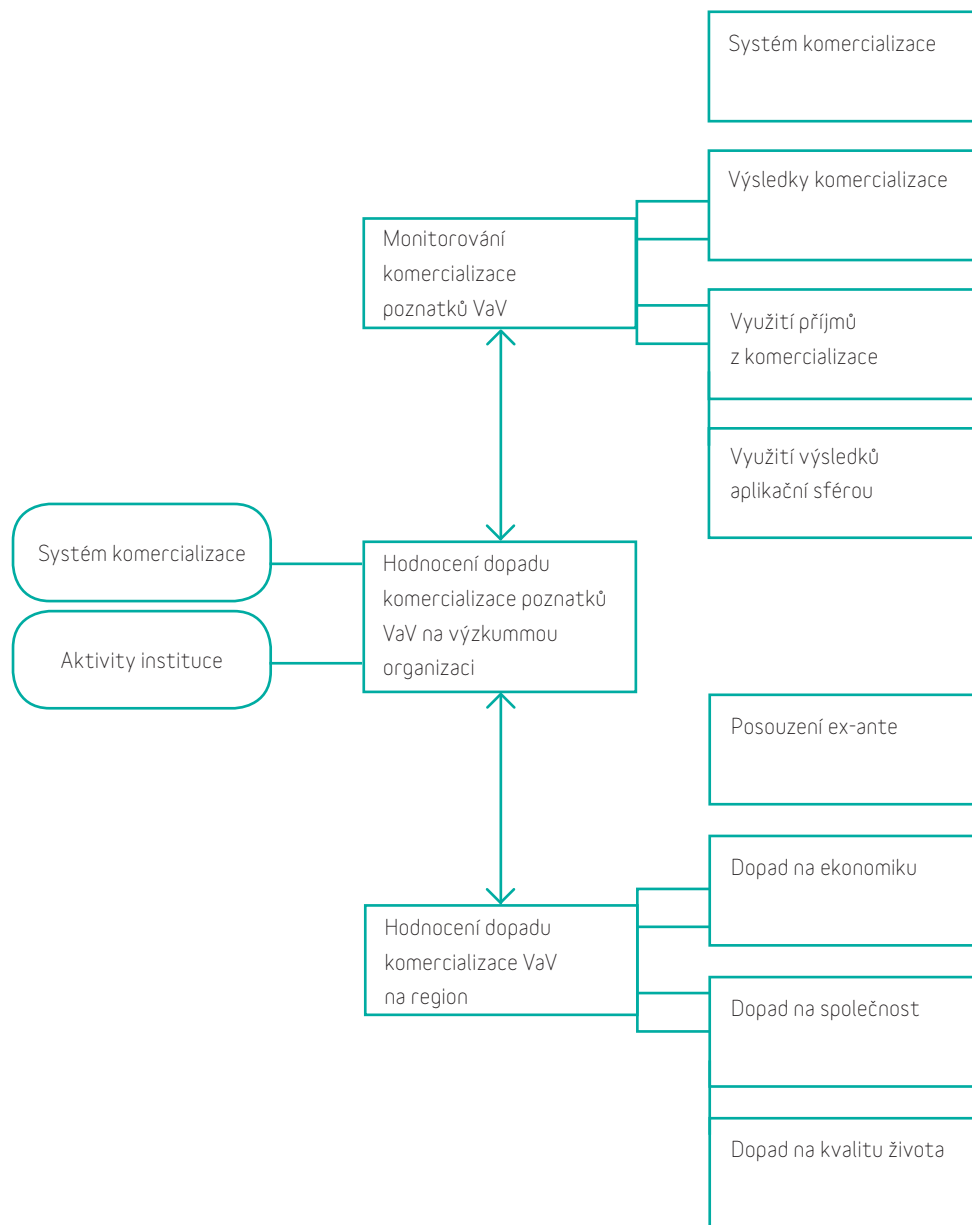 Systém komercializace
Výsledky komercializace
Monitorování
komercializace
poznatků VaV
Využití příjmů
z komercializace
Využití výsledků
aplikační sférou
Systém komercializace
Aktivity instituce
Hodnocení dopadu
komercializace poznatků
VaV na výzkummou
organizaci
Posouzení ex-ante
Dopad na ekonomiku
Hodnocení dopadu
komercializace VaV
na region
Dopad na společnost
Dopad na kvalitu života